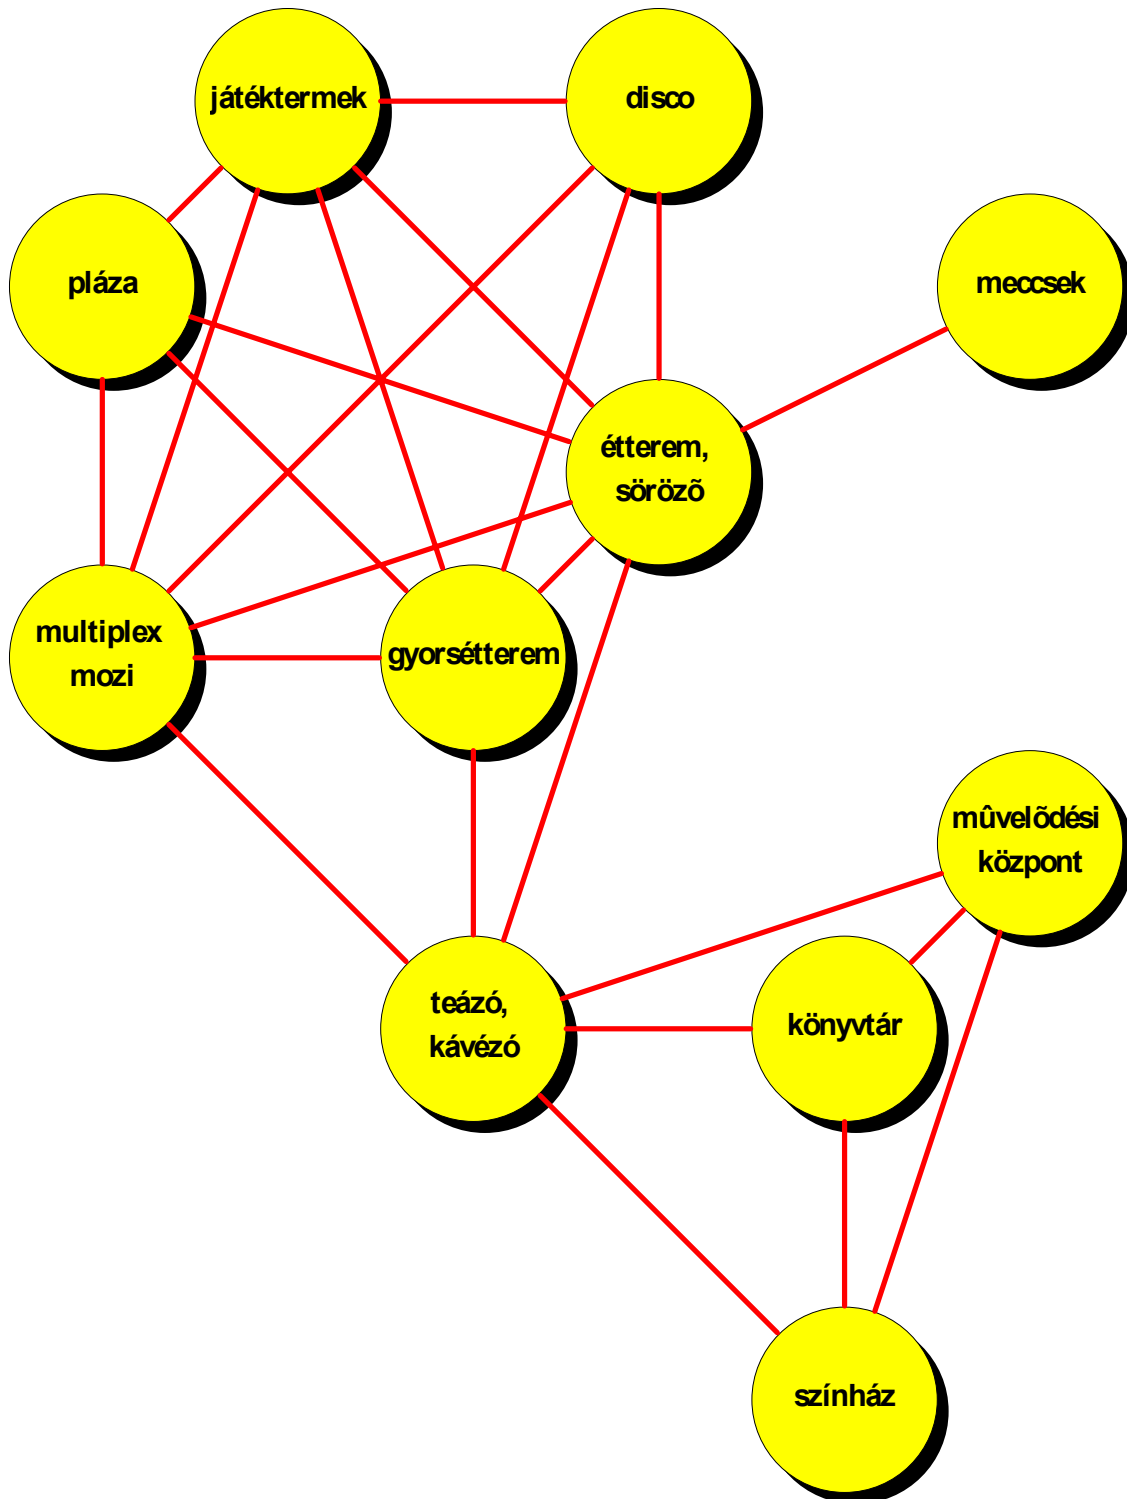 játéktermek
disco
pláza
meccsek
étterem,
sörözõ
multiplex
mozi
gyorsétterem
mûvelõdési
központ
teázó,
kávézó
könyvtár
színház